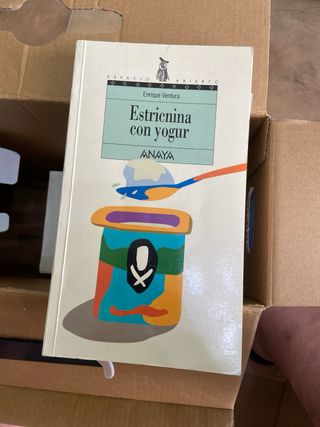 ESPACIO ABIERTO
Enrique Ventura
Estricnina
con yogur
ANAYA